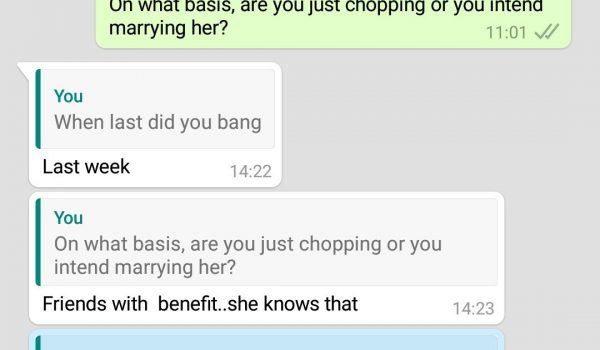 On what basis, are you just chopping or you intend
marrying her?
11:01
You
When last did you bang
Last week
14:22
You
On what basis, are you just chopping or you
intend marrying her?
Friends with  benefit..she knows that
14:23